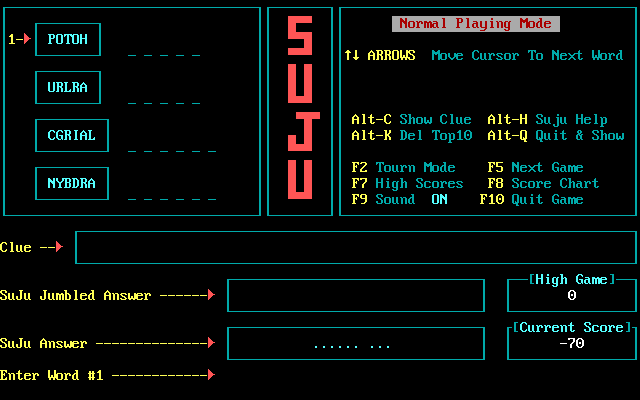 Normal Playing Mode
1→ POTOH _ _ _ _ _
↑↓ ARROWS Move Cursor To Next Word
URLRA _ _ _ _ _
Alt-C Show Clue Alt-H Suju Help
CGRIAL _ _ _ _ _ _
Alt-K Del Top10 Alt-Q Quit & Show
F2 Tourn Mode F5 Next Game
NYBDRA _ _ _ _ _ _
F7 High Scores F8 Score Chart
F9 Sound ON F10 Quit Game
SUJU
Clue -->
[High Game]
SuJu Jumbled Answer ------>
0
[Current Score]
SuJu Answer ------------->
...... ...
-70
Enter Word #1 ----------->